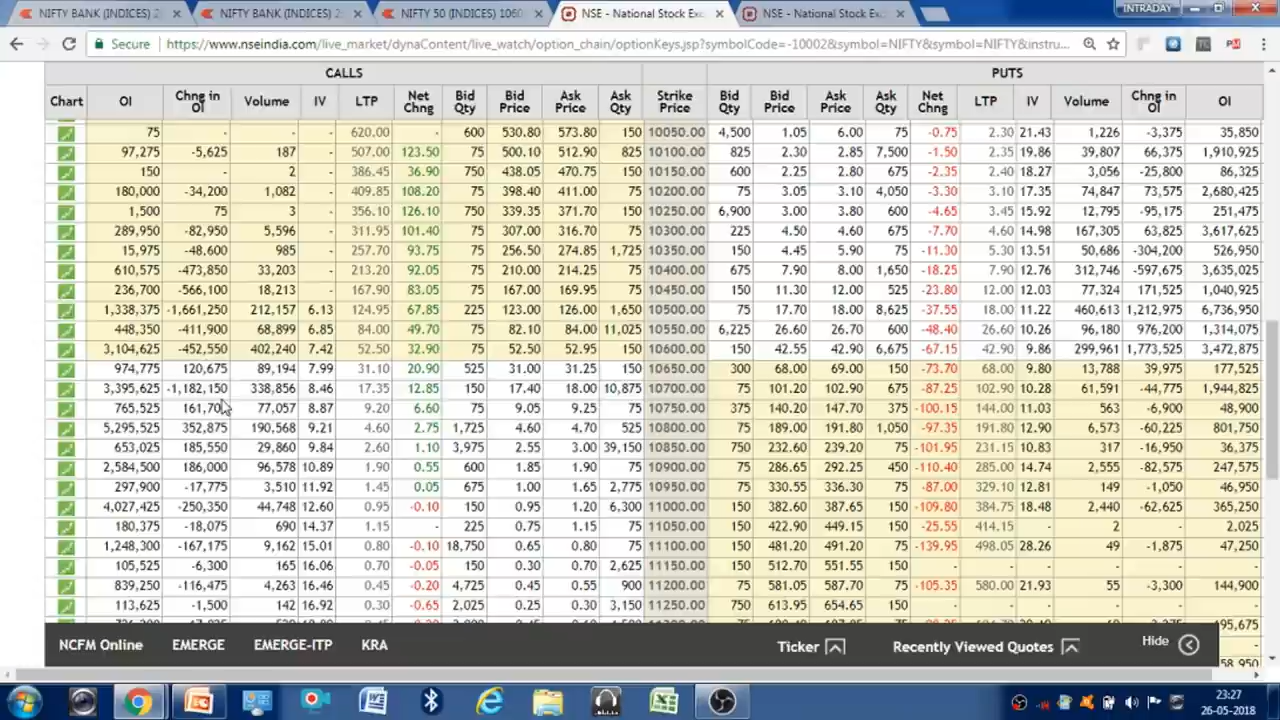 NIFTY BANK (INDICES) 2
NIFTY BANK (INDICES) 2
NIFTY 50 (INDICES) 1060
NSE - National Stock Exc
NSE - National Stock Exc
INTRADAY
Secure | https://www.nseindia.com/live_market/dynaContent/live_watch/option_chain/optionKeys.jsp?symbolCode=-10002&symbol=NIFTY&symbol=NIFTY&instru...
CALLS PUTS
Chart OI Chng in OI Volume IV LTP Net Chng Bid Qty Bid Price Ask Price Ask Qty Strike Price Bid Qty Bid Price Ask Price Ask Qty Net Chng LTP IV Volume Chng in OI OI
75 - - - 620.00 - 600 530.80 573.80 150 10050.00 4,500 1.05 6.00 75 -0.75 2.30 21.43 1,226 -3,375 35,850
97,275 -5,625 187 - 507.00 123.50 75 500.10 512.90 825 10100.00 825 2.30 2.85 7,500 -1.50 2.35 19.86 39,807 66,375 1,910,925
150 - 2 - 386.45 36.90 750 438.05 470.75 150 10150.00 600 2.25 2.80 675 -2.35 2.40 18.27 3,056 -25,800 86,325
180,000 -34,200 1,082 - 409.85 108.20 75 398.40 411.00 75 10200.00 75 3.05 3.10 4,050 -3.30 3.10 17.35 74,847 73,575 2,680,425
1,500 75 3 - 356.10 126.10 750 339.35 371.70 150 10250.00 6,900 3.00 3.80 600 -4.65 3.45 15.92 12,795 -95,175 251,475
289,950 -82,950 5,596 - 311.95 101.40 75 307.00 316.70 75 10300.00 225 4.50 4.60 675 -7.70 4.60 14.98 167,305 63,825 3,617,625
15,975 -48,600 985 - 257.70 93.75 150 256.50 274.85 1,725 10350.00 150 4.45 5.90 75 -11.30 5.30 13.51 50,686 -304,200 526,950
610,575 -473,850 33,203 - 213.20 92.05 75 210.00 214.25 75 10400.00 675 7.90 8.00 1,650 -18.25 7.90 12.76 312,746 -597,675 3,635,025
236,700 -566,100 18,213 - 167.90 83.05 75 167.00 169.95 75 10450.00 150 11.30 12.00 525 -23.80 12.00 12.03 77,324 171,525 1,040,925
1,338,375 -1,661,250 212,157 6.13 124.95 67.85 225 123.00 126.00 1,650 10500.00 75 17.70 18.00 8,625 -37.55 18.00 11.22 460,613 1,212,975 6,736,950
448,350 -411,900 68,899 6.85 84.00 49.70 75 82.10 84.00 11,025 10550.00 6,225 26.60 26.70 600 -48.40 26.60 10.26 96,180 976,200 1,314,075
3,104,625 -452,550 402,240 7.42 52.50 32.90 75 52.50 52.95 150 10600.00 150 42.55 42.90 6,675 -67.15 42.90 9.86 299,961 1,773,525 3,472,875
974,775 120,675 89,194 7.99 31.10 20.90 525 31.00 31.25 150 10650.00 300 68.00 69.00 150 -73.70 68.00 9.80 13,788 39,975 177,525
3,395,625 -1,182,150 338,856 8.46 17.35 12.85 150 17.40 18.00 10,875 10700.00 75 101.20 102.90 675 -87.25 102.90 10.28 61,591 -44,775 1,944,825
765,525 161,70 77,057 8.87 9.20 6.60 75 9.05 9.25 75 10750.00 375 140.20 147.70 375 -100.15 144.00 11.03 563 -6,900 48,900
5,295,525 352,875 190,568 9.21 4.60 2.75 1,725 4.60 4.70 525 10800.00 75 189.00 191.80 1,050 -97.35 191.80 12.90 6,573 -60,225 801,750
653,025 185,550 29,860 9.84 2.60 1.10 3,975 2.55 3.00 39,150 10850.00 750 232.60 239.20 75 -101.95 231.15 10.83 317 -16,950 36,375
2,584,500 186,000 96,578 10.89 1.90 0.55 600 1.85 1.90 75 10900.00 75 286.65 292.25 450 -110.40 285.00 14.74 2,555 -82,575 247,575
297,900 -17,775 3,510 11.92 1.45 0.05 675 1.00 1.65 2,775 10950.00 75 330.55 336.30 75 -87.00 329.10 12.81 149 -1,050 46,950
4,027,425 -250,350 44,748 12.60 0.95 -0.10 150 0.95 1.20 6,300 11000.00 75 382.60 387.65 150 -109.80 384.75 18.48 2,440 -62,625 365,250
180,375 -18,075 690 14.37 1.15 - 225 0.75 1.15 75 11050.00 150 422.90 449.15 150 -25.55 414.15 - 2 - 2,025
1,248,300 -167,175 9,162 15.01 0.80 -0.10 18,750 0.65 0.80 75 11100.00 150 481.20 491.20 75 -139.95 498.05 28.26 49 -1,875 47,250
105,525 -6,300 165 16.06 0.70 -0.05 150 0.30 0.70 2,625 11150.00 150 512.70 551.55 150 - - - - - -
839,250 -116,475 4,263 16.46 0.45 -0.20 4,725 0.45 0.55 900 11200.00 75 581.05 587.70 75 -105.35 580.00 21.93 55 -3,300 144,900
113,625 -1,500 142 16.92 0.30 -0.65 2,025 0.25 0.30 3,150 11250.00 750 613.95 654.65 150 - - - - - -
NCFM Online EMERGE EMERGE-ITP KRA Ticker Recently Viewed Quotes Hide
23:27
26-05-2018